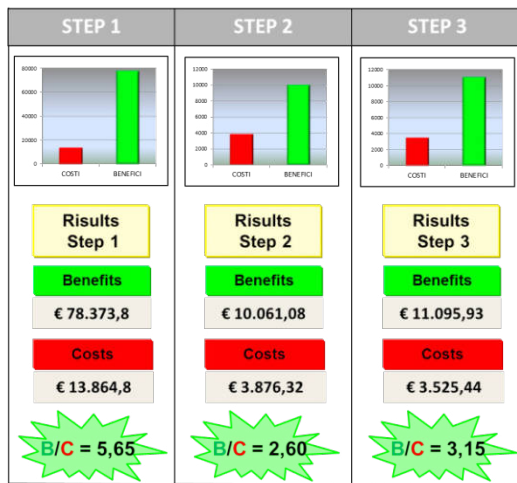 STEP 1
80000
60000
40000
20000
0
COSTI BENEFICI
Risults
Step 1
Benefits
€ 78.373,8
Costs
€ 13.864,8
B/C = 5,65
STEP 2
12000
10000
8000
6000
4000
2000
0
COSTI BENEFICI
Risults
Step 2
Benefits
€ 10.061,08
Costs
€ 3.876,32
B/C = 2,60
STEP 3
12000
10000
8000
6000
4000
2000
0
COSTI BENEFICI
Risults
Step 3
Benefits
€ 11.095,93
Costs
€ 3.525,44
B/C = 3,15